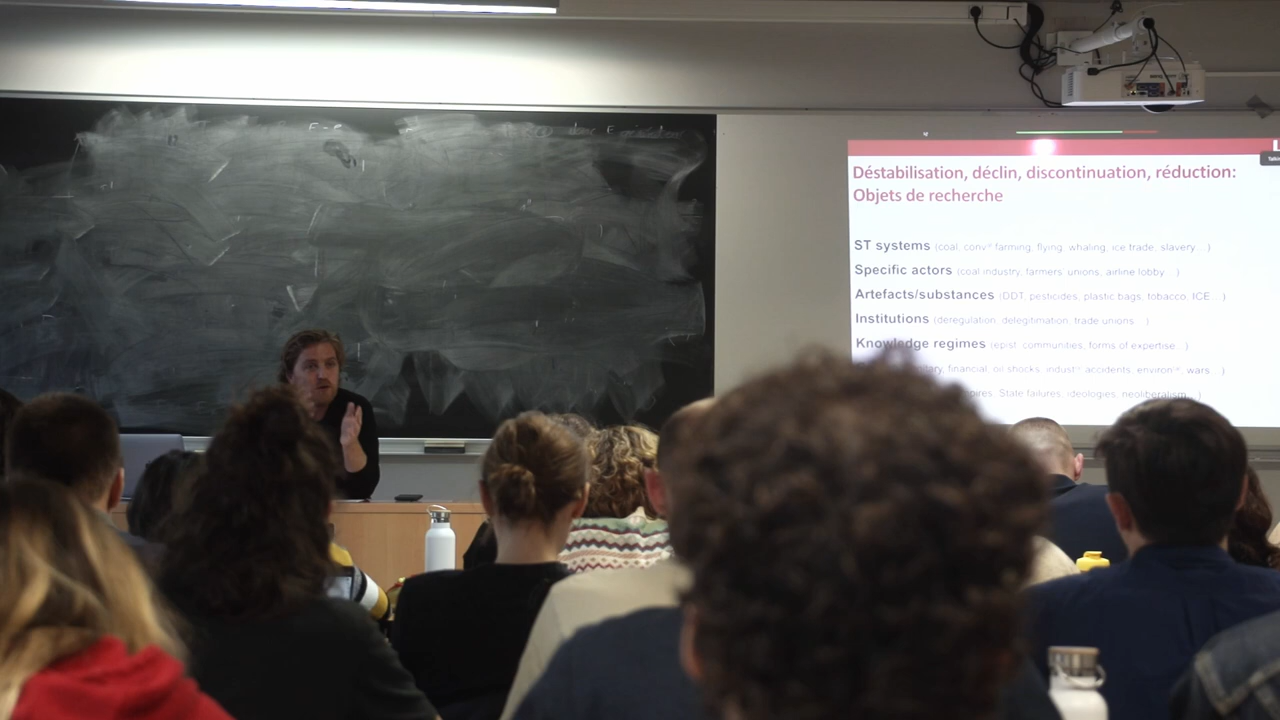 Déstabilisation, déclin, discontinuation, réduction:
Objets de recherche
ST systems (coal, conv° farming, flying, whaling, ice trade, slavery...)
Specific actors (coal industry, farmers' unions, airline lobby...)
Artefacts/substances (DDT, pesticides, plastic bags, tobacco, ICE...)
Institutions (deregulation, delegitimation, trade unions...)
Knowledge regimes (epist. communities, forms of expertise...)
financial, oil shocks, indust° accidents, environ°, wars...)
State failures, ideologies, neoliberalism...)